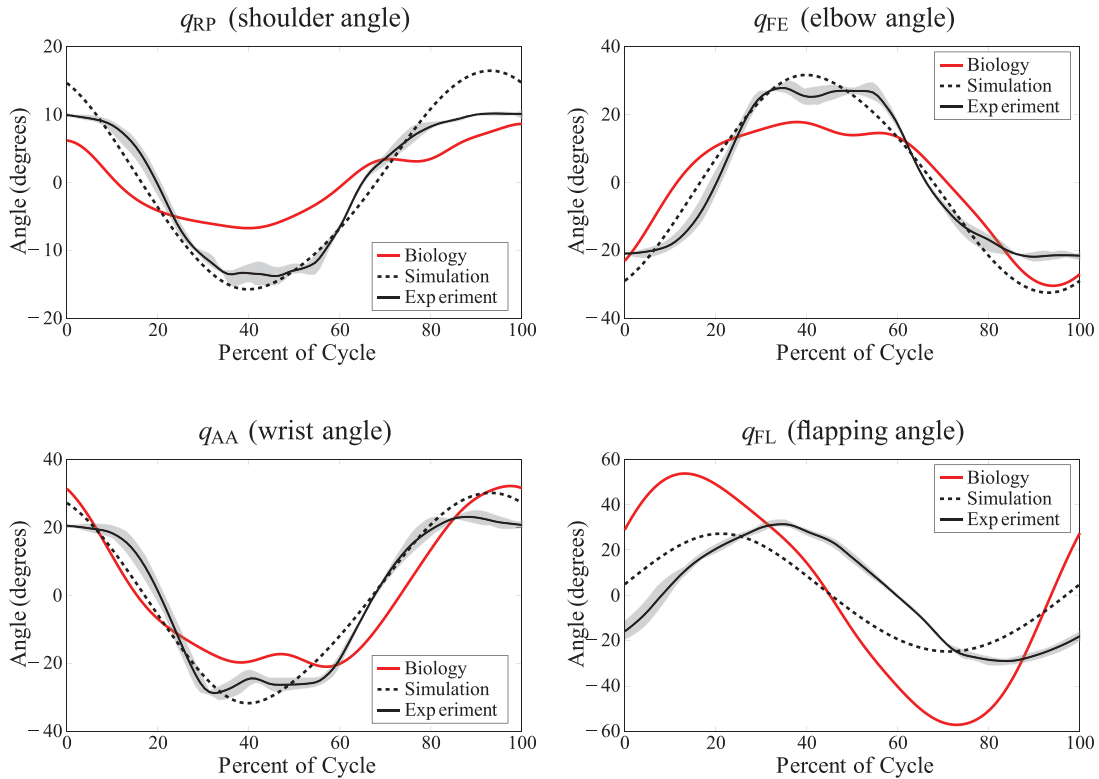 q_RP (shoulder angle)
20
10
0
−10
−20
Angle (degrees)
Biology
Simulation
Exp eriment
0 20 40 60 80 100
Percent of Cycle
q_FE (elbow angle)
40
20
0
−20
−40
Angle (degrees)
Biology
Simulation
Exp eriment
0 20 40 60 80 100
Percent of Cycle
q_AA (wrist angle)
40
20
0
−20
−40
Angle (degrees)
Biology
Simulation
Exp eriment
0 20 40 60 80 100
Percent of Cycle
q_FL (flapping angle)
60
40
20
0
−20
−40
−60
Angle (degrees)
Biology
Simulation
Exp eriment
0 20 40 60 80 100
Percent of Cycle